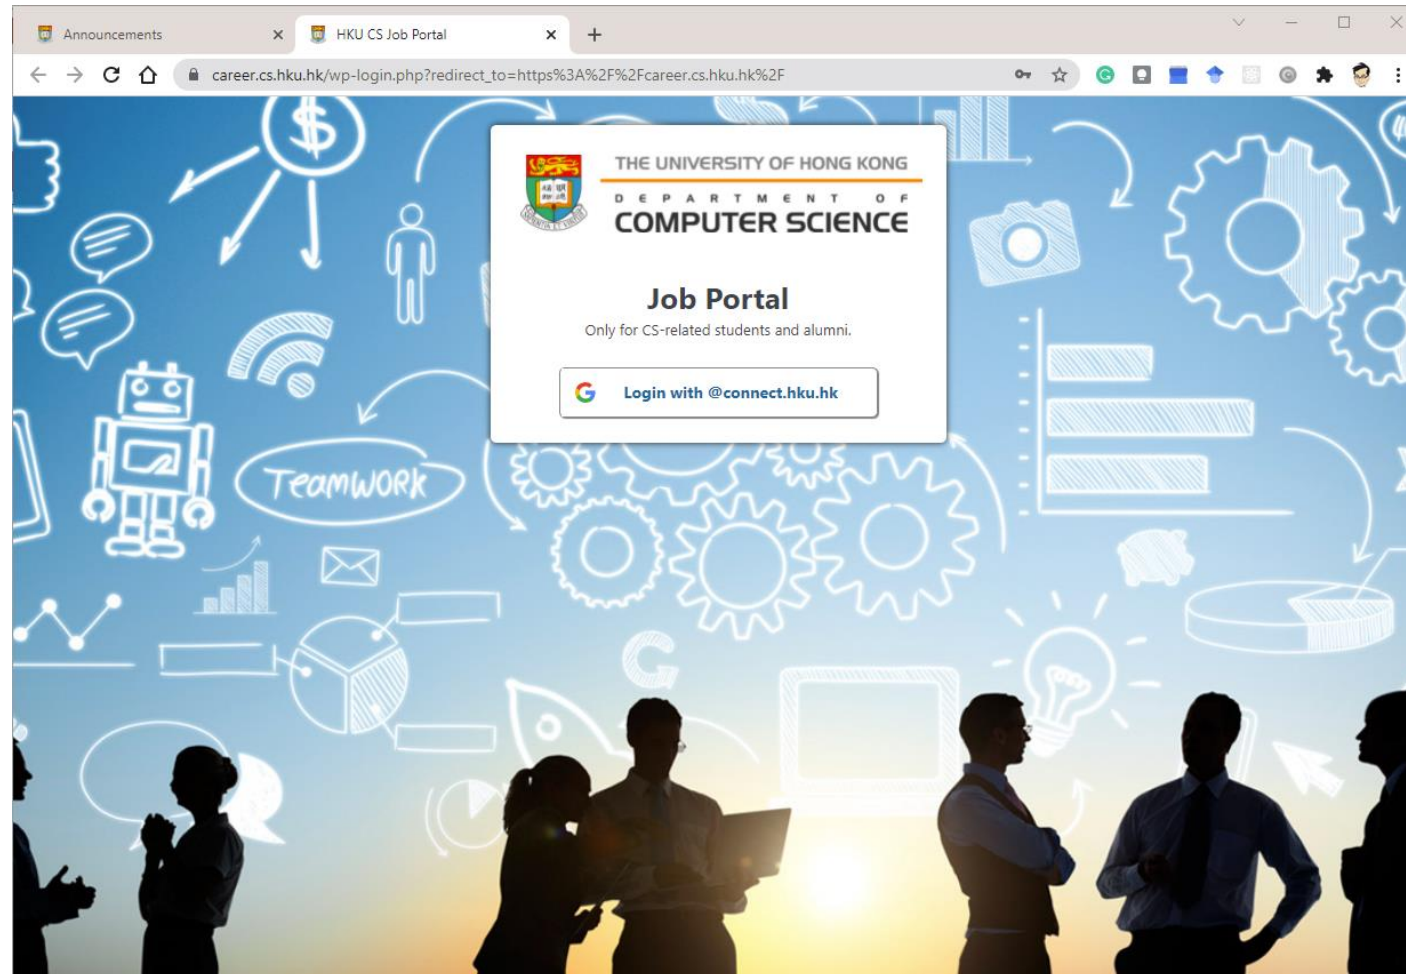 Announcements
HKU CS Job Portal
career.cs.hku.hk/wp-login.php?redirect_to=https%3A%2F%2Fcareer.cs.hku.hk%2F
THE UNIVERSITY OF HONG KONG
DEPARTMENT OF
COMPUTER SCIENCE
Job Portal
Only for CS-related students and alumni.
Login with @connect.hku.hk
TEAMWORK